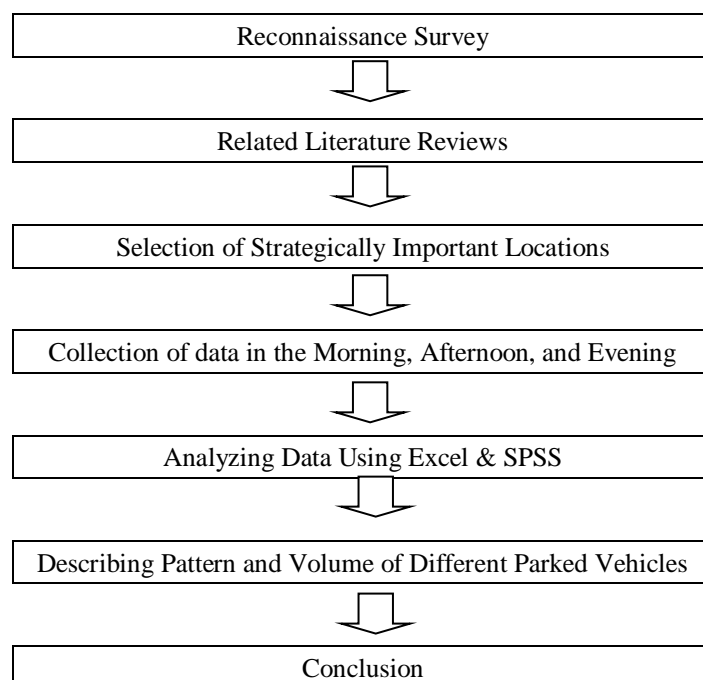 Reconnaissance Survey
Related Literature Reviews
Selection of Strategically Important Locations
Collection of data in the Morning, Afternoon, and Evening
Analyzing Data Using Excel & SPSS
Describing Pattern and Volume of Different Parked Vehicles
Conclusion